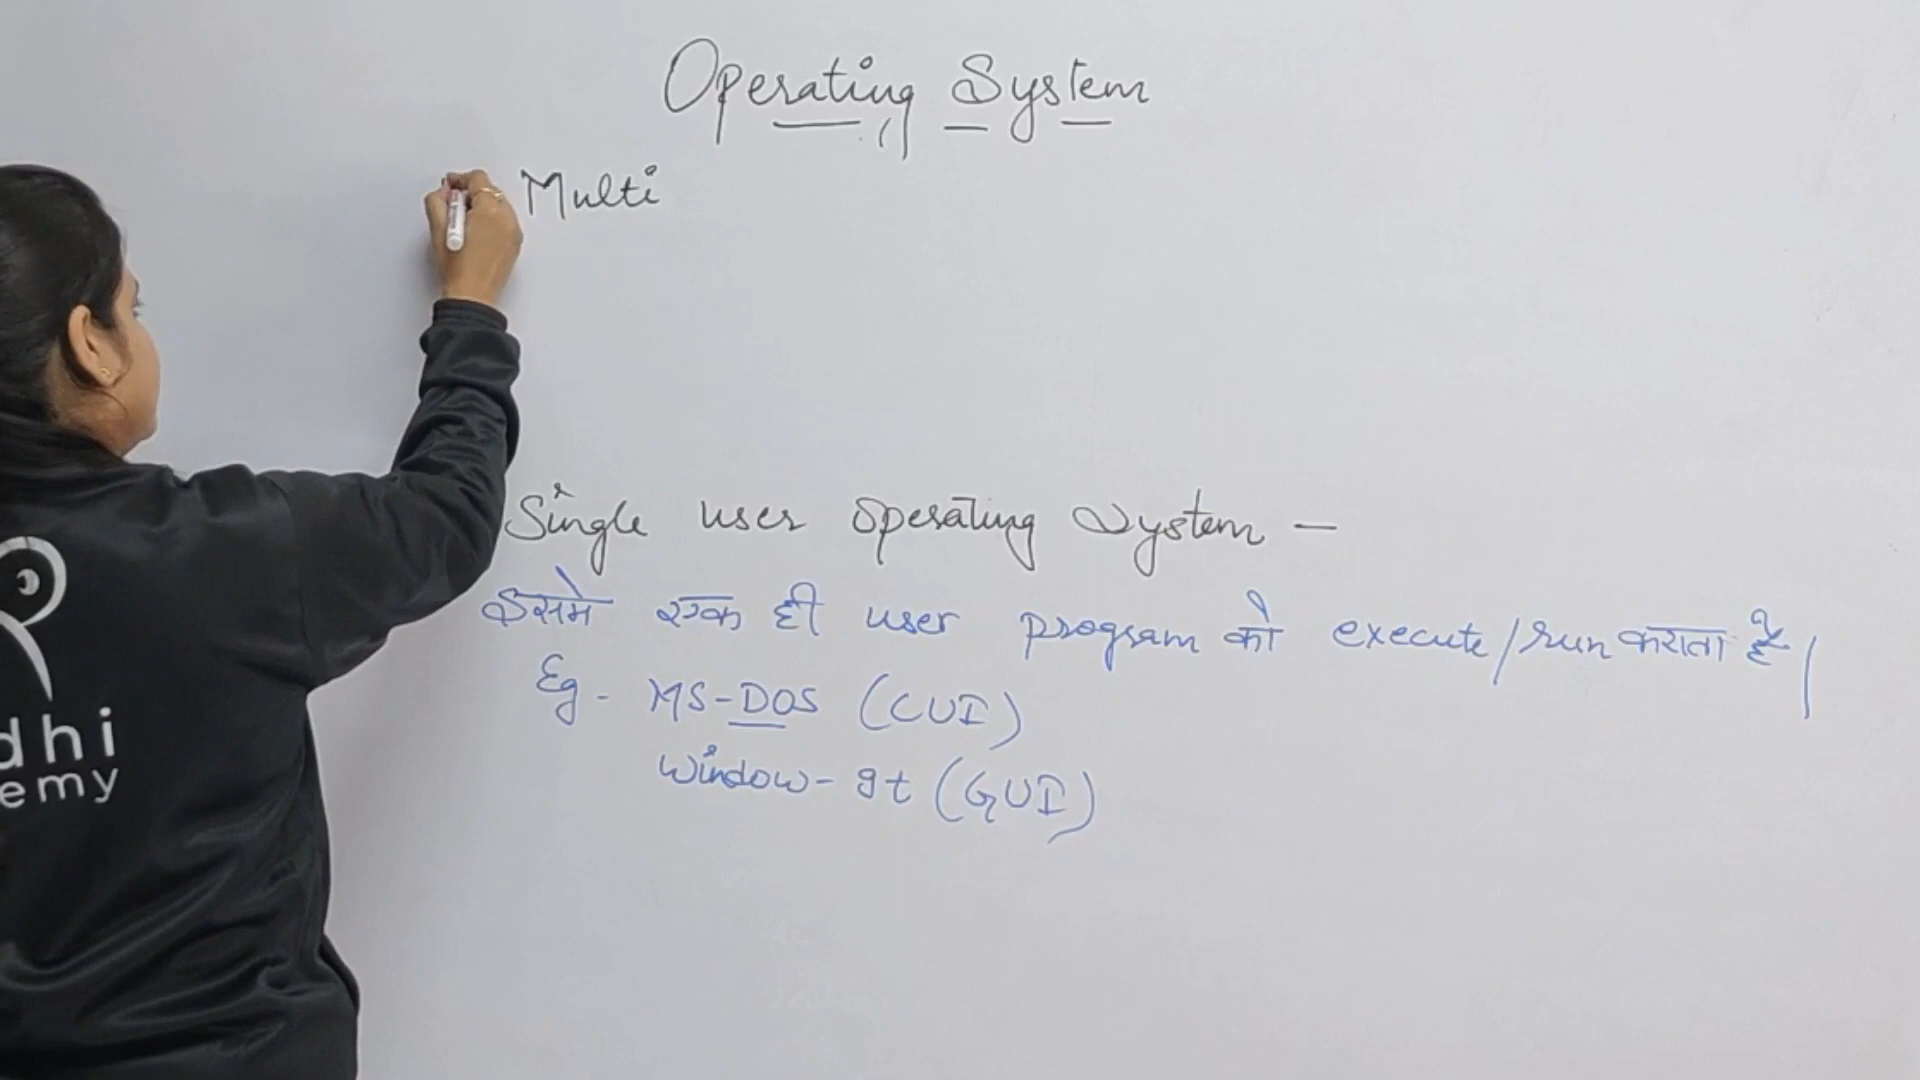 Operating System
Multi
Single user operating System -
इसमे एक ही user program को execute/run कराता है|
Eg - MS-DOS (CUI)
Window - 9t (GUI)
dhi
emy